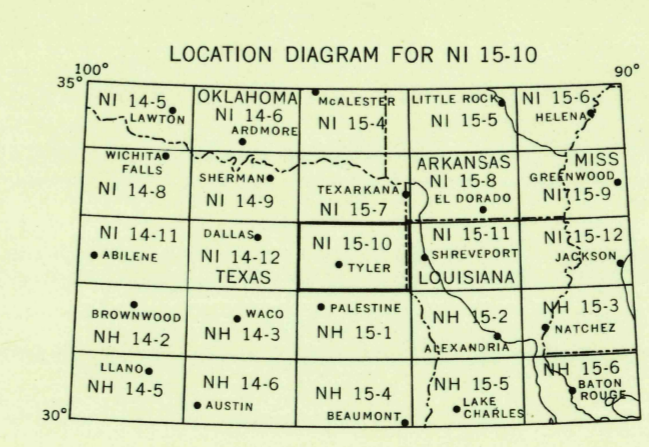 LOCATION DIAGRAM FOR NI 15-10
100°
90°
35°
NI 14-5
LAWTON
OKLAHOMA
NI 14-6
ARDMORE
McALESTER
NI 15-4
LITTLE ROCK
NI 15-5
NI 15-6
HELENA
WICHITA
FALLS
NI 14-8
SHERMAN
NI 14-9
TEXARKANA
NI 15-7
ARKANSAS
NI 15-8
EL DORADO
MISS
GREENWOOD
NI 15-9
NI 14-11
ABILENE
DALLAS
NI 14-12
TEXAS
NI 15-10
TYLER
NI 15-11
SHREVEPORT
LOUISIANA
NI 15-12
JACKSON
BROWNWOOD
NH 14-2
WACO
NH 14-3
PALESTINE
NH 15-1
NH 15-2
ALEXANDRIA
NH 15-3
NATCHEZ
LLANO
NH 14-5
NH 14-6
AUSTIN
NH 15-4
BEAUMONT
NH 15-5
LAKE
CHARLES
NH 15-6
BATON
ROUGE
30°